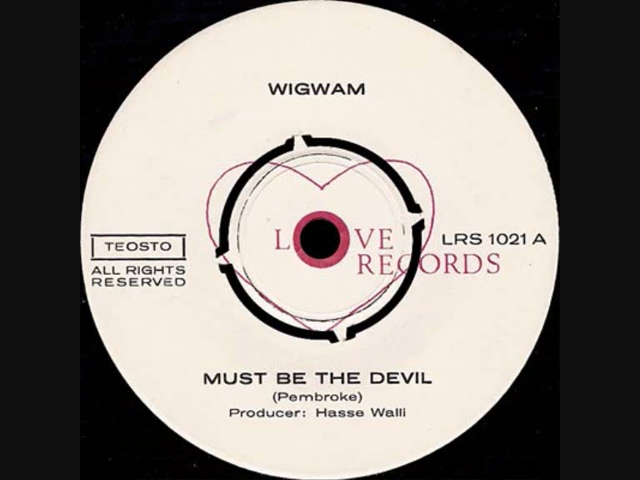 WIGWAM
LOVE
RECORDS
LRS 1021 A
TEOSTO
ALL RIGHTS
RESERVED
MUST BE THE DEVIL
(Pembroke)
Producer: Hasse Walli